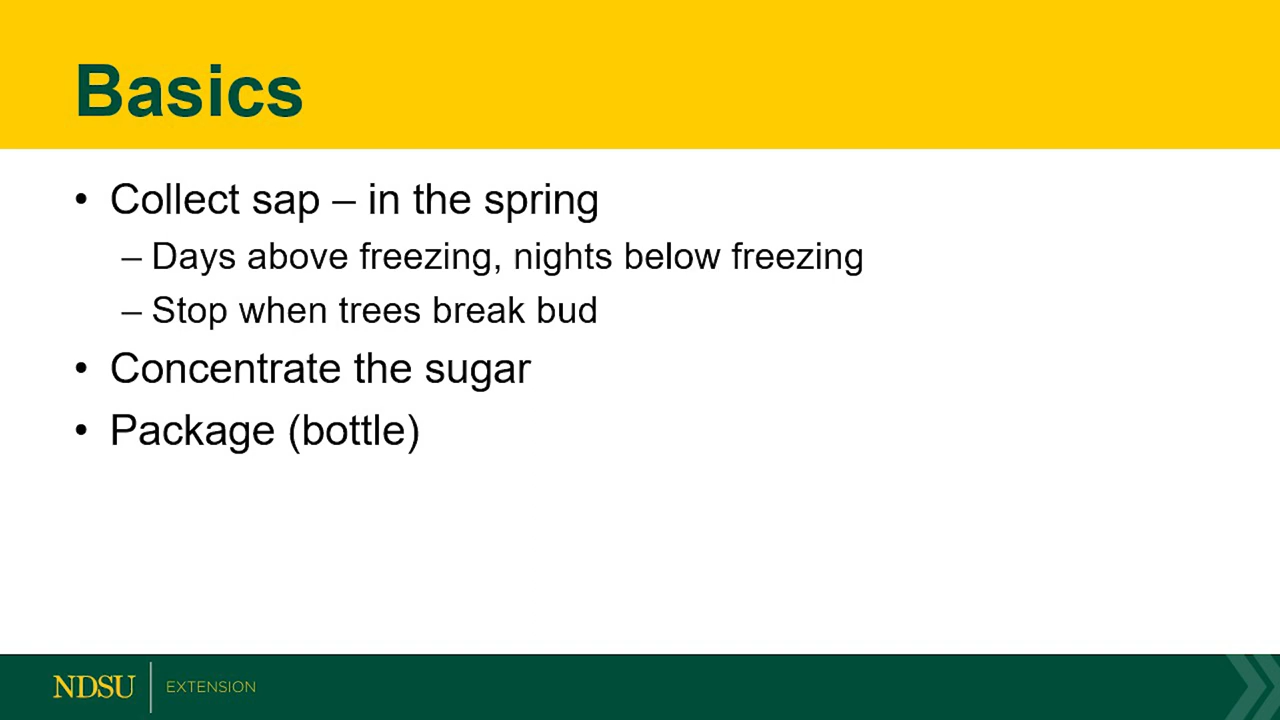 Basics
• Collect sap – in the spring
– Days above freezing, nights below freezing
– Stop when trees break bud
• Concentrate the sugar
• Package (bottle)
NDSU EXTENSION